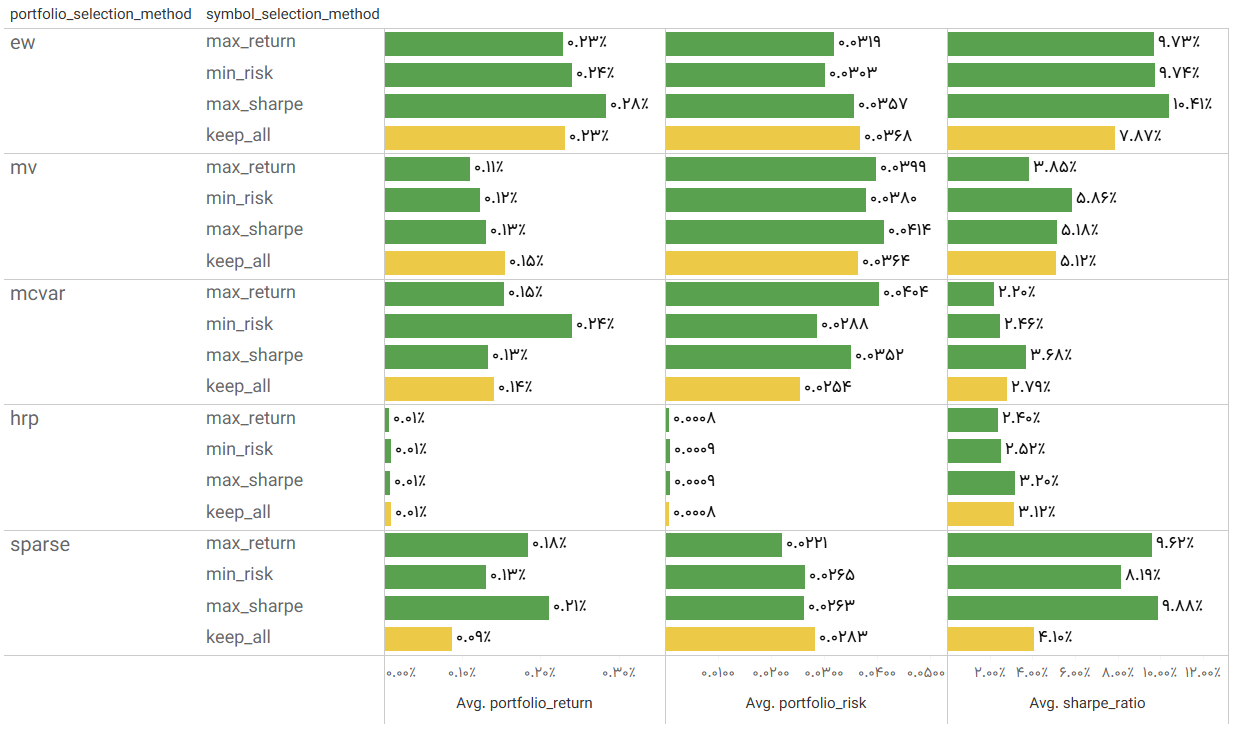 portfolio_selection_method symbol_selection_method
ew max_return ۰.۲۳٪ ۰.۰۳۱۹ ۹.۷۳٪
min_risk ۰.۲۴٪ ۰.۰۳۰۳ ۹.۷۴٪
max_sharpe ۰.۲۸٪ ۰.۰۳۵۷ ۱۰.۴۱٪
keep_all ۰.۲۳٪ ۰.۰۳۶۸ ۷.۸۷٪
mv max_return ۰.۱۱٪ ۰.۰۳۹۹ ۳.۸۵٪
min_risk ۰.۱۲٪ ۰.۰۳۸۰ ۵.۸۶٪
max_sharpe ۰.۱۳٪ ۰.۰۴۱۴ ۵.۱۸٪
keep_all ۰.۱۵٪ ۰.۰۳۶۴ ۵.۱۲٪
mcvar max_return ۰.۱۵٪ ۰.۰۴۰۴ ۲.۲۰٪
min_risk ۰.۲۴٪ ۰.۰۲۸۸ ۲.۴۶٪
max_sharpe ۰.۱۳٪ ۰.۰۳۵۲ ۳.۶۸٪
keep_all ۰.۱۴٪ ۰.۰۲۵۴ ۲.۷۹٪
hrp max_return ۰.۰۱٪ ۰.۰۰۰۸ ۲.۴۰٪
min_risk ۰.۰۱٪ ۰.۰۰۰۹ ۲.۵۲٪
max_sharpe ۰.۰۱٪ ۰.۰۰۰۹ ۳.۲۰٪
keep_all ۰.۰۱٪ ۰.۰۰۰۸ ۳.۱۲٪
sparse max_return ۰.۱۸٪ ۰.۰۲۲۱ ۹.۶۲٪
min_risk ۰.۱۳٪ ۰.۰۲۶۵ ۸.۱۹٪
max_sharpe ۰.۲۱٪ ۰.۰۲۶۳ ۹.۸۸٪
keep_all ۰.۰۹٪ ۰.۰۲۸۳ ۴.۱۰٪
۰.۰۰٪ ۰.۱۰٪ ۰.۲۰٪ ۰.۳۰٪ ۰.۰۱۰۰ ۰.۰۲۰۰ ۰.۰۳۰۰ ۰.۰۴۰۰ ۰.۰۵۰۰ ۲.۰۰٪ ۴.۰۰٪ ۶.۰۰٪ ۸.۰۰٪ ۱۰.۰۰٪ ۱۲.۰۰٪
Avg. portfolio_return Avg. portfolio_risk Avg. sharpe_ratio